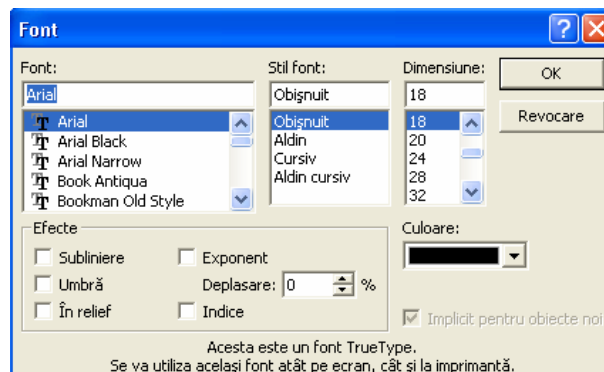 Font
Font: Stil font: Dimensiune:
Arial Obişnuit 18 OK
Arial Obişnuit 18 Revocare
Arial Black Aldin 20
Arial Narrow Cursiv 24
Book Antiqua Aldin cursiv 28
Bookman Old Style 32
Efecte Culoare:
Subliniere Exponent
Umbră Deplasare: 0 %
În relief Indice Implicit pentru obiecte noi
Acesta este un font TrueType.
Se va utiliza acelaşi font atât pe ecran, cât şi la imprimantă.